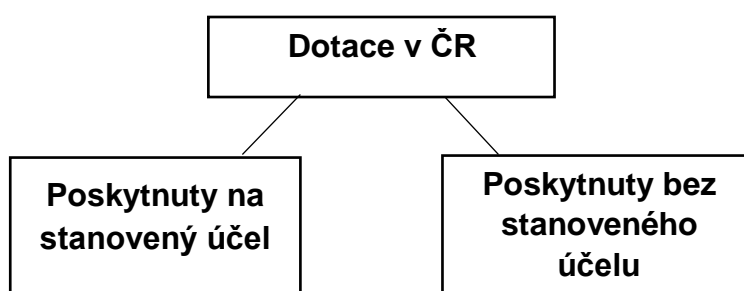 Dotace v ČR
Poskytnuty na
stanovený účel
Poskytnuty bez
stanoveného
účelu